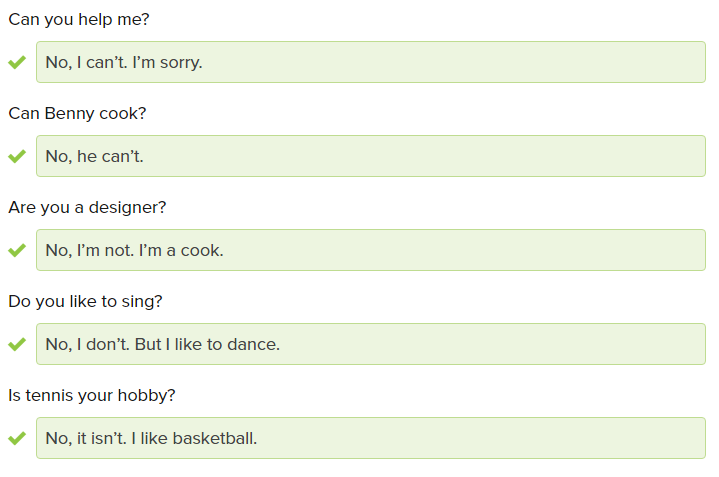 Can you help me?
No, I can’t. I’m sorry.
Can Benny cook?
No, he can’t.
Are you a designer?
No, I’m not. I’m a cook.
Do you like to sing?
No, I don’t. But I like to dance.
Is tennis your hobby?
No, it isn’t. I like basketball.